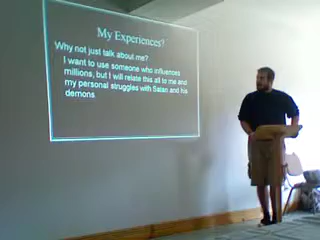 My Experiences?
Why not just talk about me?
I want to use someone who influences
millions, but I will relate this all to me and
my personal struggles with Satan and his
demons